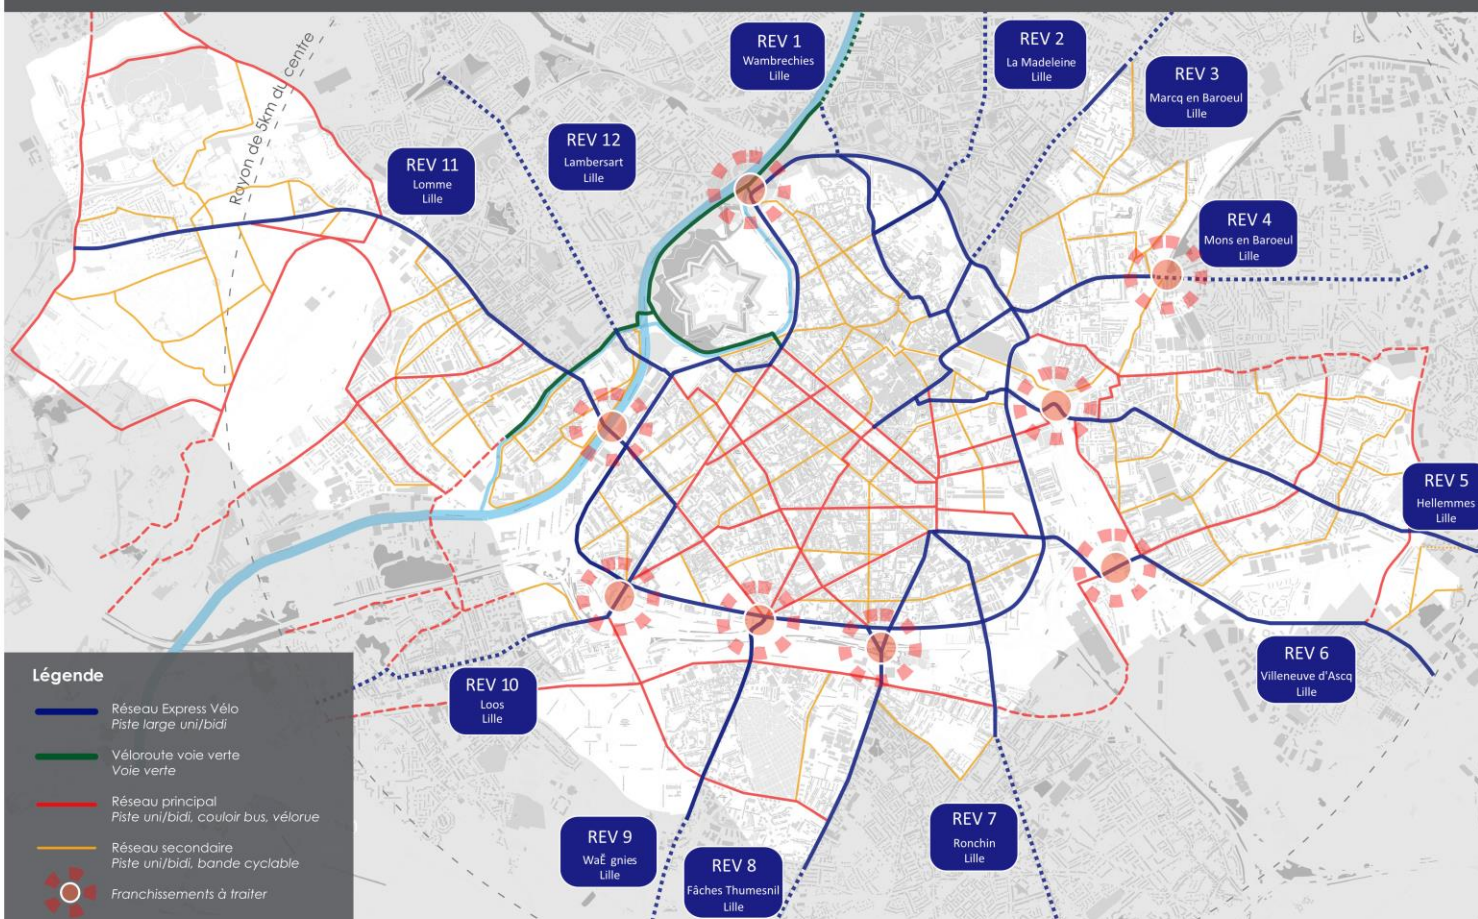 REV 1
Wambrechies
Lille
REV 2
La Madeleine
Lille
REV 3
Marcq en Baroeul
Lille
Rayon de 5km du centre
REV 12
Lambersart
Lille
REV 11
Lomme
Lille
REV 4
Mons en Baroeul
Lille
REV 5
Hellemmes
Lille
REV 6
Villeneuve d'Ascq
Lille
REV 10
Loos
Lille
REV 7
Ronchin
Lille
REV 9
WaÊ gnies
Lille
REV 8
Fâches Thumesnil
Lille
Légende
Réseau Express Vélo
Piste large uni/bidi
Véloroute voie verte
Voie verte
Réseau principal
Piste uni/bidi, couloir bus, vélorue
Réseau secondaire
Piste uni/bidi, bande cyclable
Franchissements à traiter